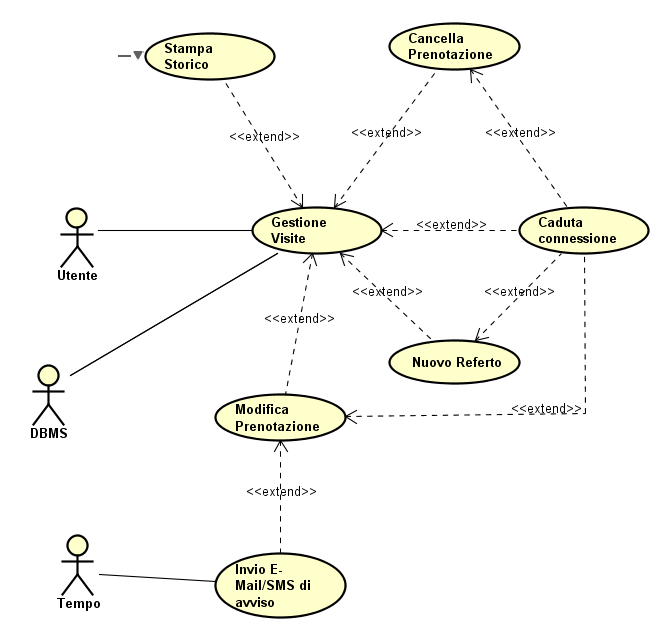 Stampa
Storico
Cancella
Prenotazione
<<extend>>
<<extend>>
<<extend>>
Utente
Gestione
Visite
<<extend>>
Caduta
connessione
<<extend>>
<<extend>>
<<extend>>
Nuovo Referto
DBMS
Modifica
Prenotazione
<<extend>>
<<extend>>
Tempo
Invio E-
Mail/SMS di
avviso